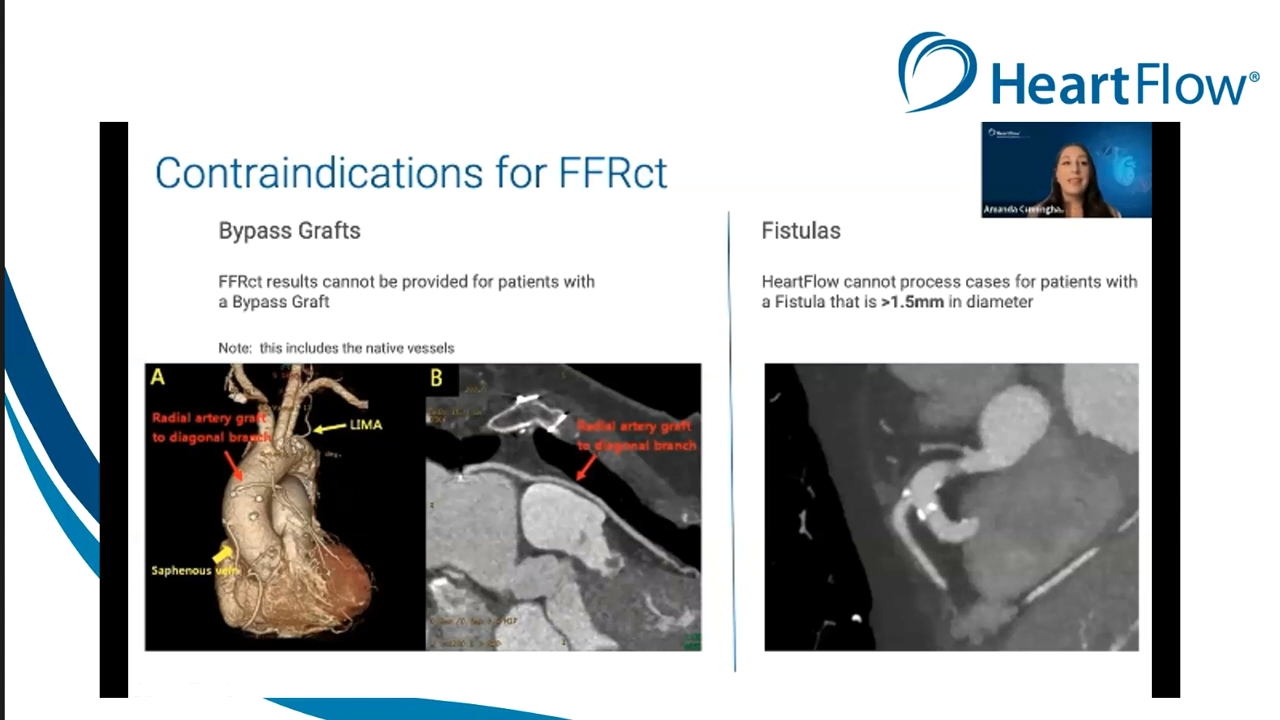 HeartFlow®
HeartFlow
Contraindications for FFRct
Bypass Grafts
FFRct results cannot be provided for patients with
a Bypass Graft
Note: this includes the native vessels
A
Radial artery graft
to diagonal branch
LIMA
Saphenous vein
B
Radial artery graft
to diagonal branch
Fistulas
HeartFlow cannot process cases for patients with
a Fistula that is >1.5mm in diameter